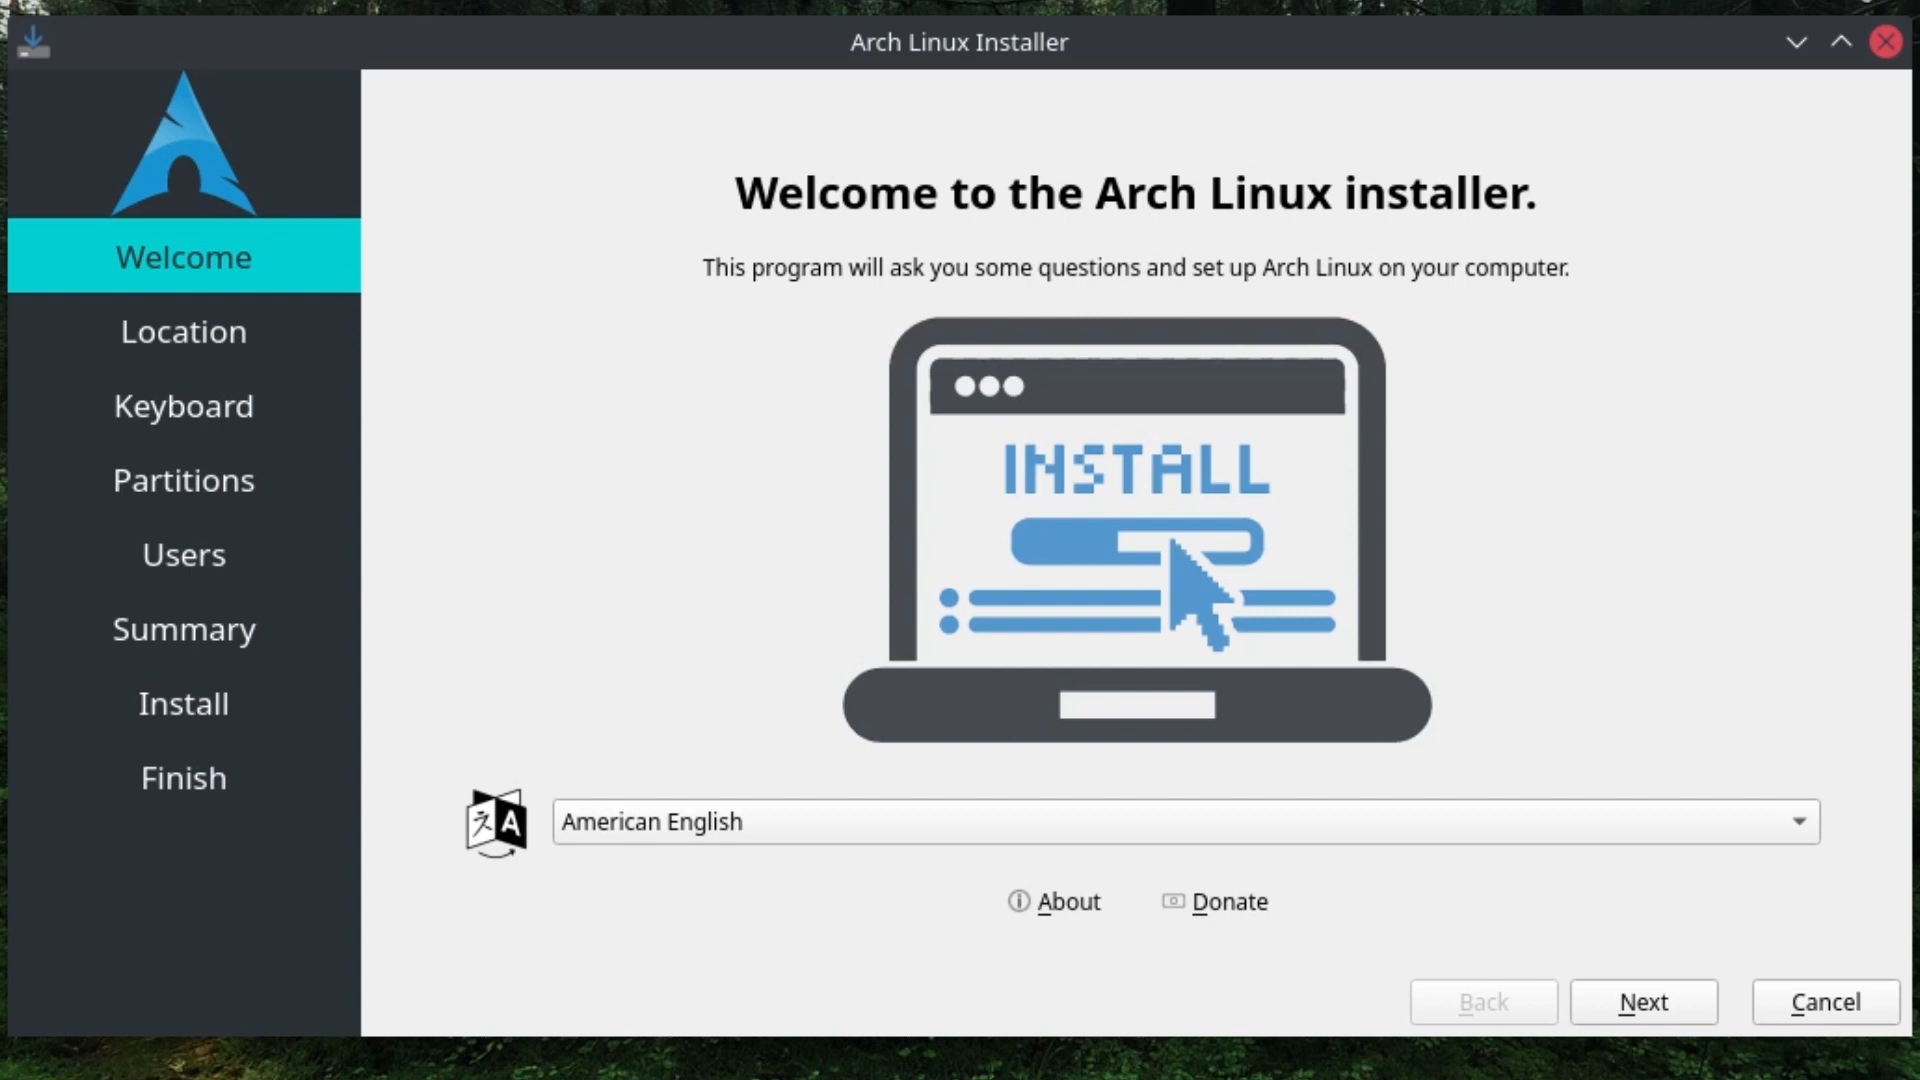 Arch Linux Installer
Welcome
Location
Keyboard
Partitions
Users
Summary
Install
Finish
Welcome to the Arch Linux installer.
This program will ask you some questions and set up Arch Linux on your computer.
INSTALL
A
American English
About
Donate
Back
Next
Cancel